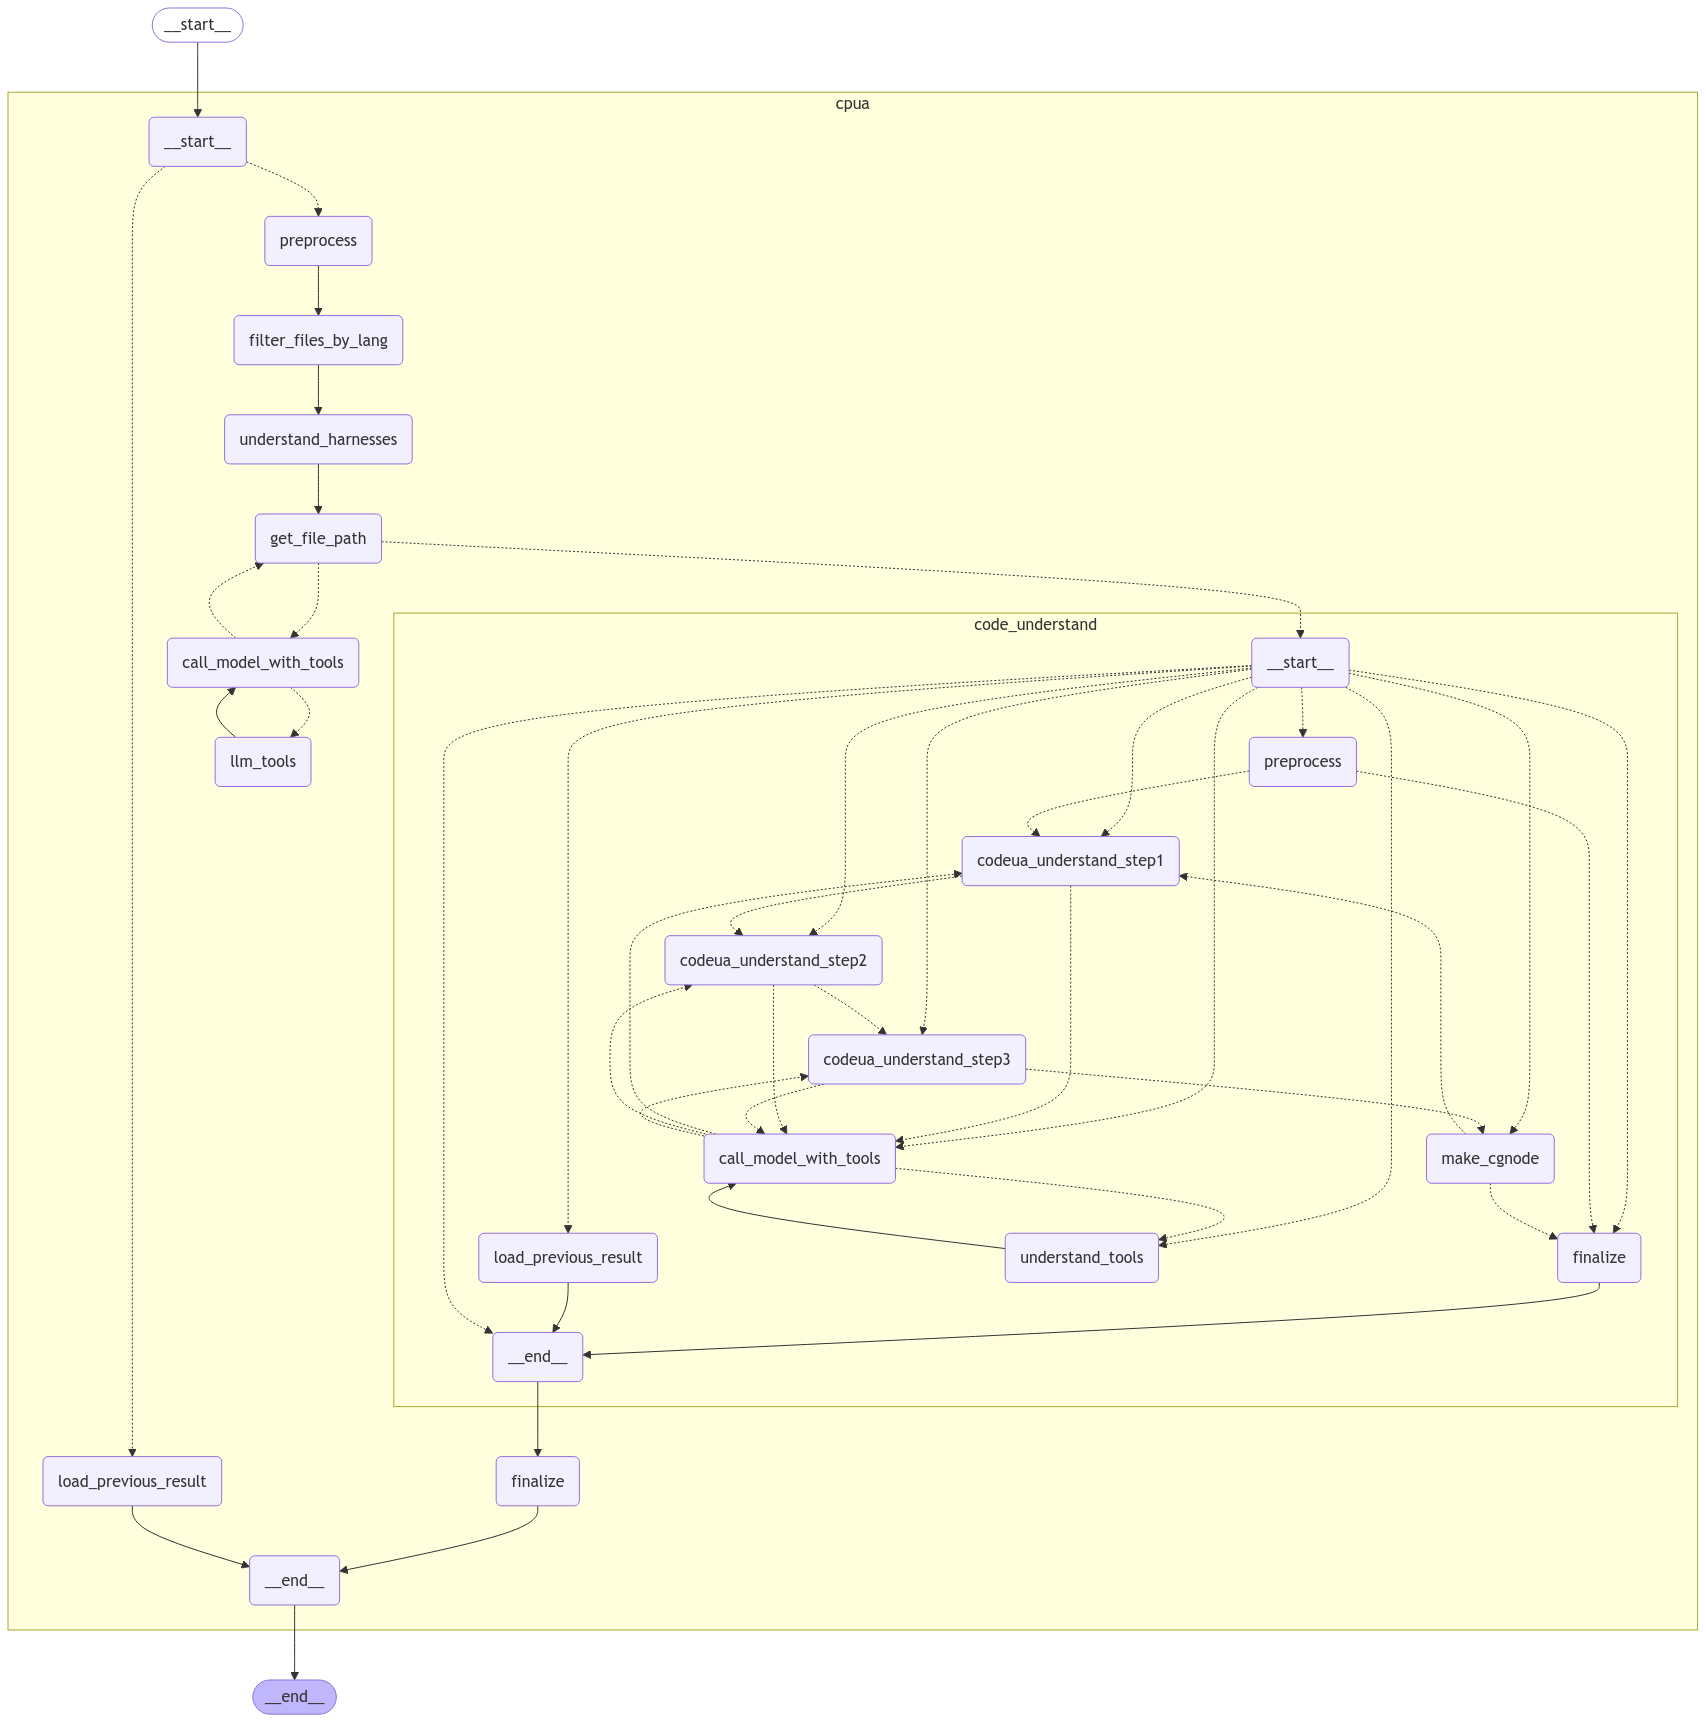 __start__
cpua
__start__
preprocess
filter_files_by_lang
understand_harnesses
get_file_path
code_understand
call_model_with_tools
__start__
llm_tools
preprocess
codeua_understand_step1
codeua_understand_step2
codeua_understand_step3
call_model_with_tools
make_cgnode
load_previous_result
understand_tools
finalize
__end__
load_previous_result
finalize
__end__
__end__